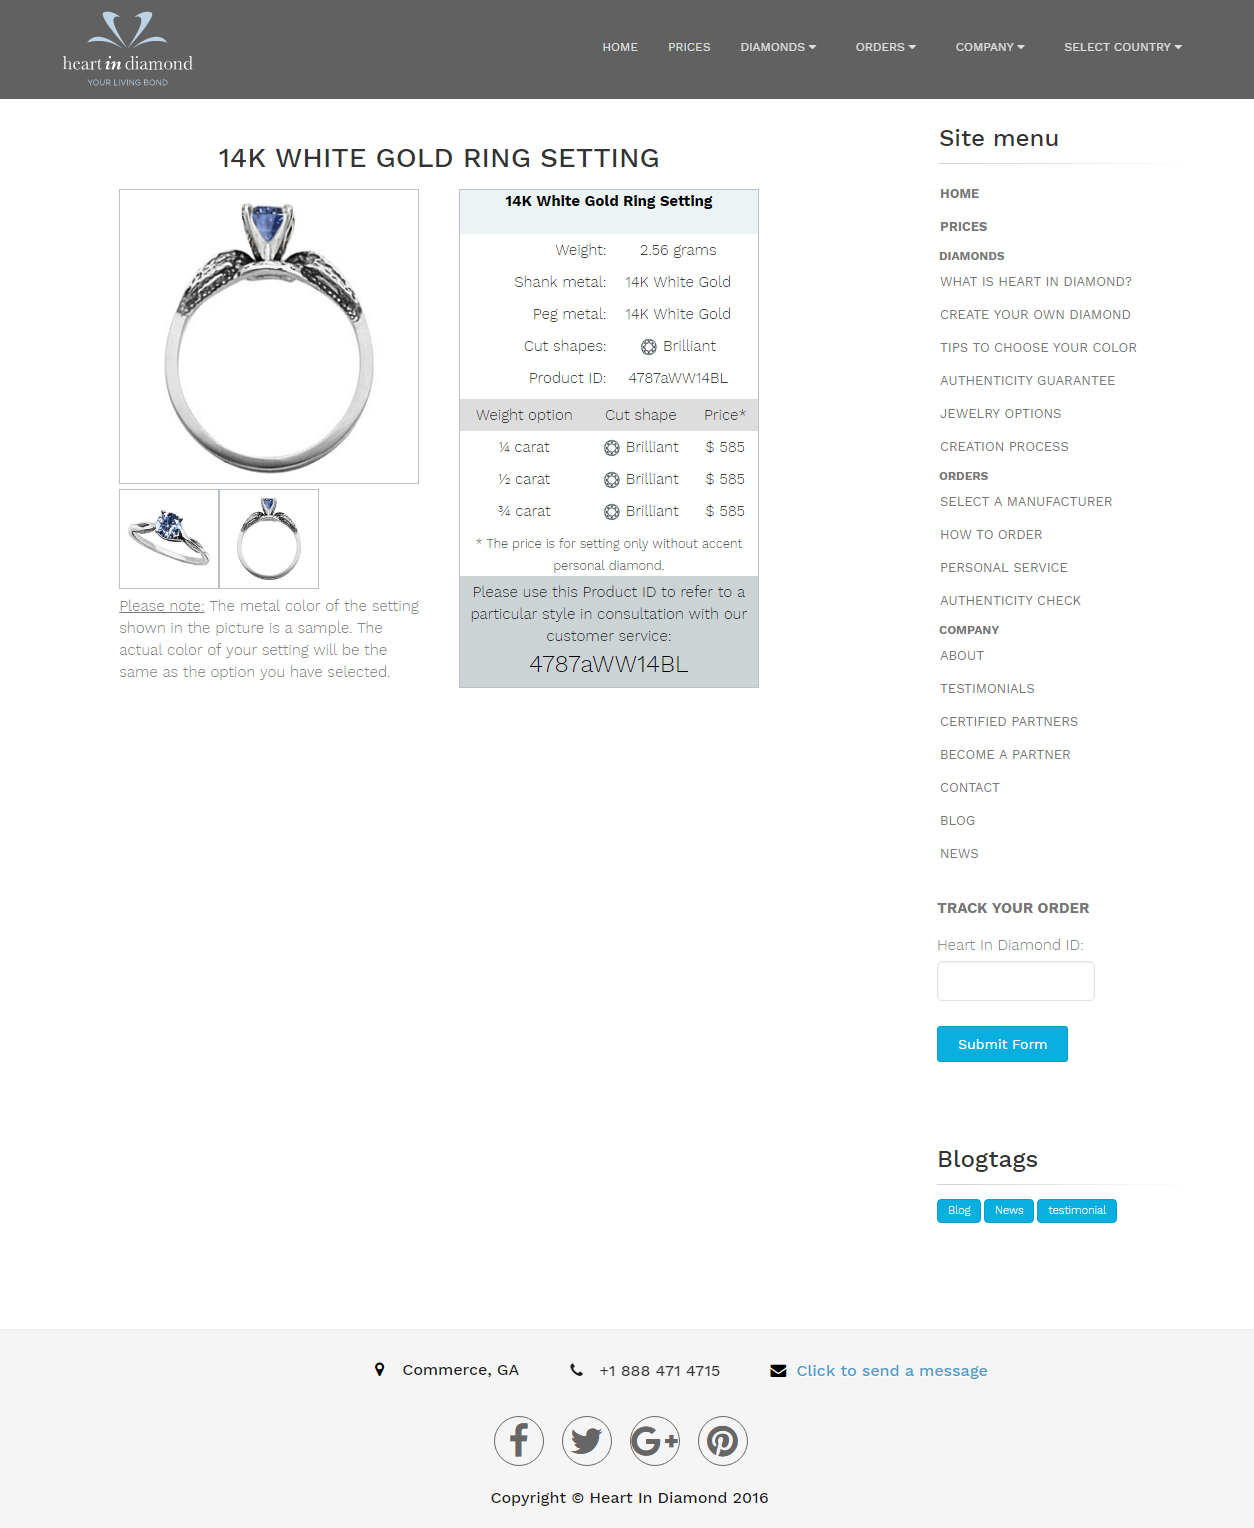 heart in diamond
YOUR LIVING BOND
HOME
PRICES
DIAMONDS
ORDERS
COMPANY
SELECT COUNTRY
14K WHITE GOLD RING SETTING
14K White Gold Ring Setting
Weight: 2.56 grams
Shank metal: 14K White Gold
Peg metal: 14K White Gold
Cut shapes: Brilliant
Product ID: 4787aWW14BL
Weight option Cut shape Price*
¼ carat Brilliant $ 585
½ carat Brilliant $ 585
¾ carat Brilliant $ 585
* The price is for setting only without accent
personal diamond.
Please use this Product ID to refer to a
particular style in consultation with our
customer service:
4787aWW14BL
Please note: The metal color of the setting
shown in the picture is a sample. The
actual color of your setting will be the
same as the option you have selected.
Site menu
HOME
PRICES
DIAMONDS
WHAT IS HEART IN DIAMOND?
CREATE YOUR OWN DIAMOND
TIPS TO CHOOSE YOUR COLOR
AUTHENTICITY GUARANTEE
JEWELRY OPTIONS
CREATION PROCESS
ORDERS
SELECT A MANUFACTURER
HOW TO ORDER
PERSONAL SERVICE
AUTHENTICITY CHECK
COMPANY
ABOUT
TESTIMONIALS
CERTIFIED PARTNERS
BECOME A PARTNER
CONTACT
BLOG
NEWS
TRACK YOUR ORDER
Heart In Diamond ID:
Submit Form
Blogtags
Blog News testimonial
Commerce, GA
+1 888 471 4715
Click to send a message
Copyright © Heart In Diamond 2016